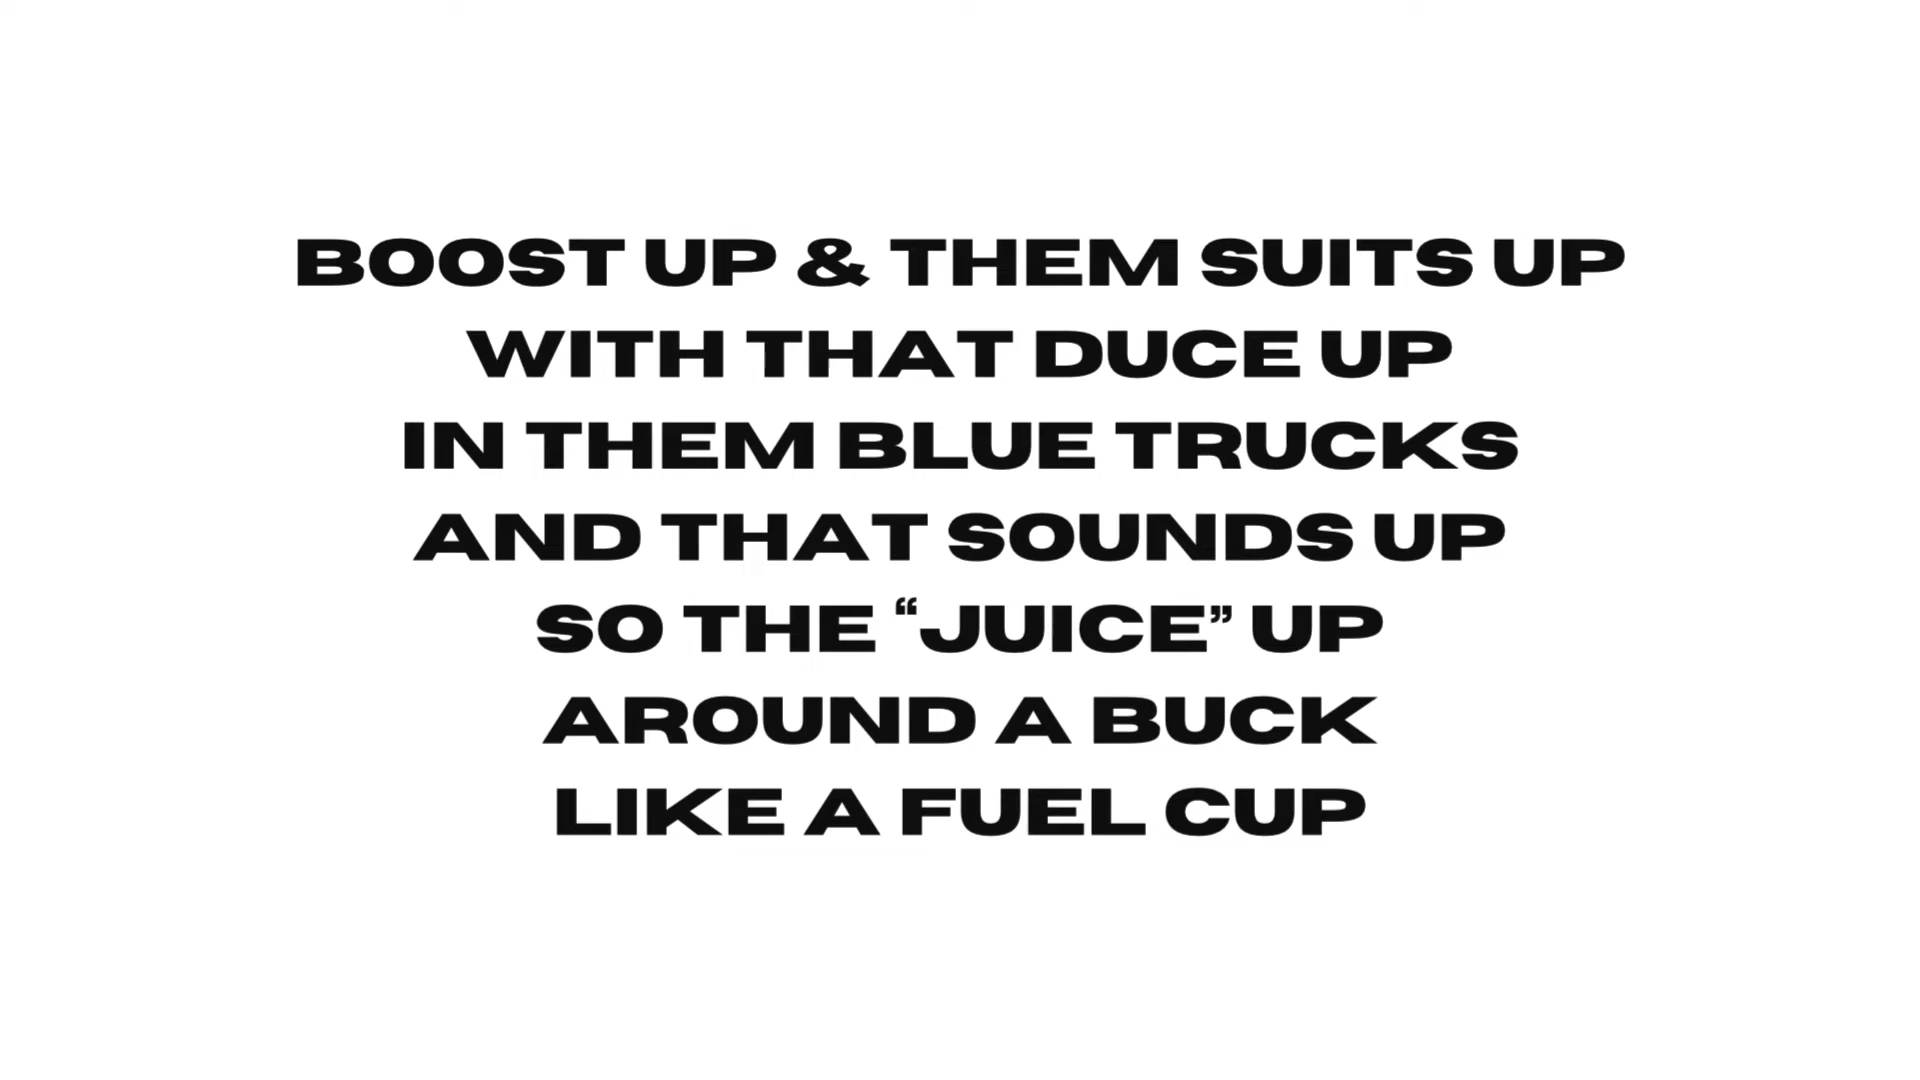 BOOST UP & THEM SUITS UP
WITH THAT DUCE UP
IN THEM BLUE TRUCKS
AND THAT SOUNDS UP
SO THE “JUICE” UP
AROUND A BUCK
LIKE A FUEL CUP